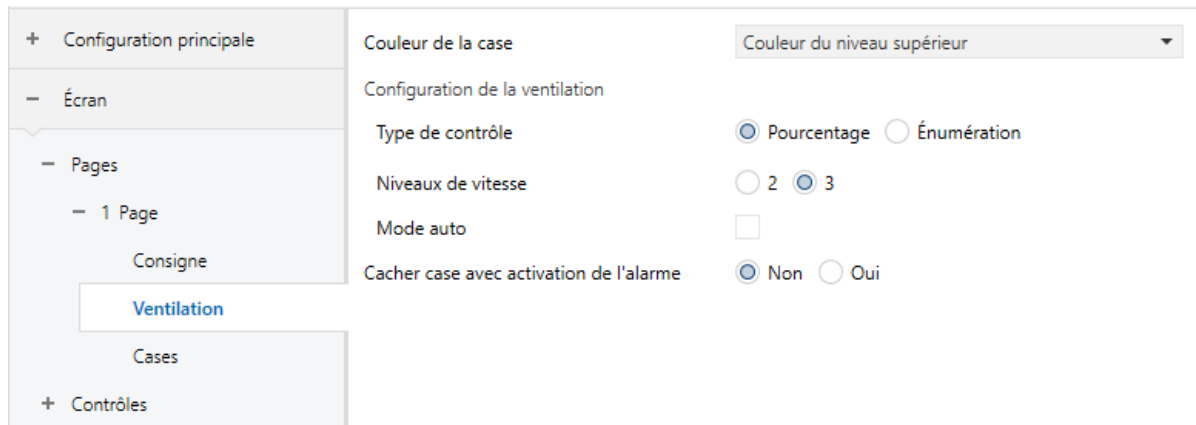 Configuration principale
Écran
Pages
1 Page
Consigne
Ventilation
Cases
Contrôles
Couleur de la case Couleur du niveau supérieur
Configuration de la ventilation
Type de contrôle Pourcentage Énumération
Niveaux de vitesse 2 3
Mode auto
Cacher case avec activation de l'alarme Non Oui